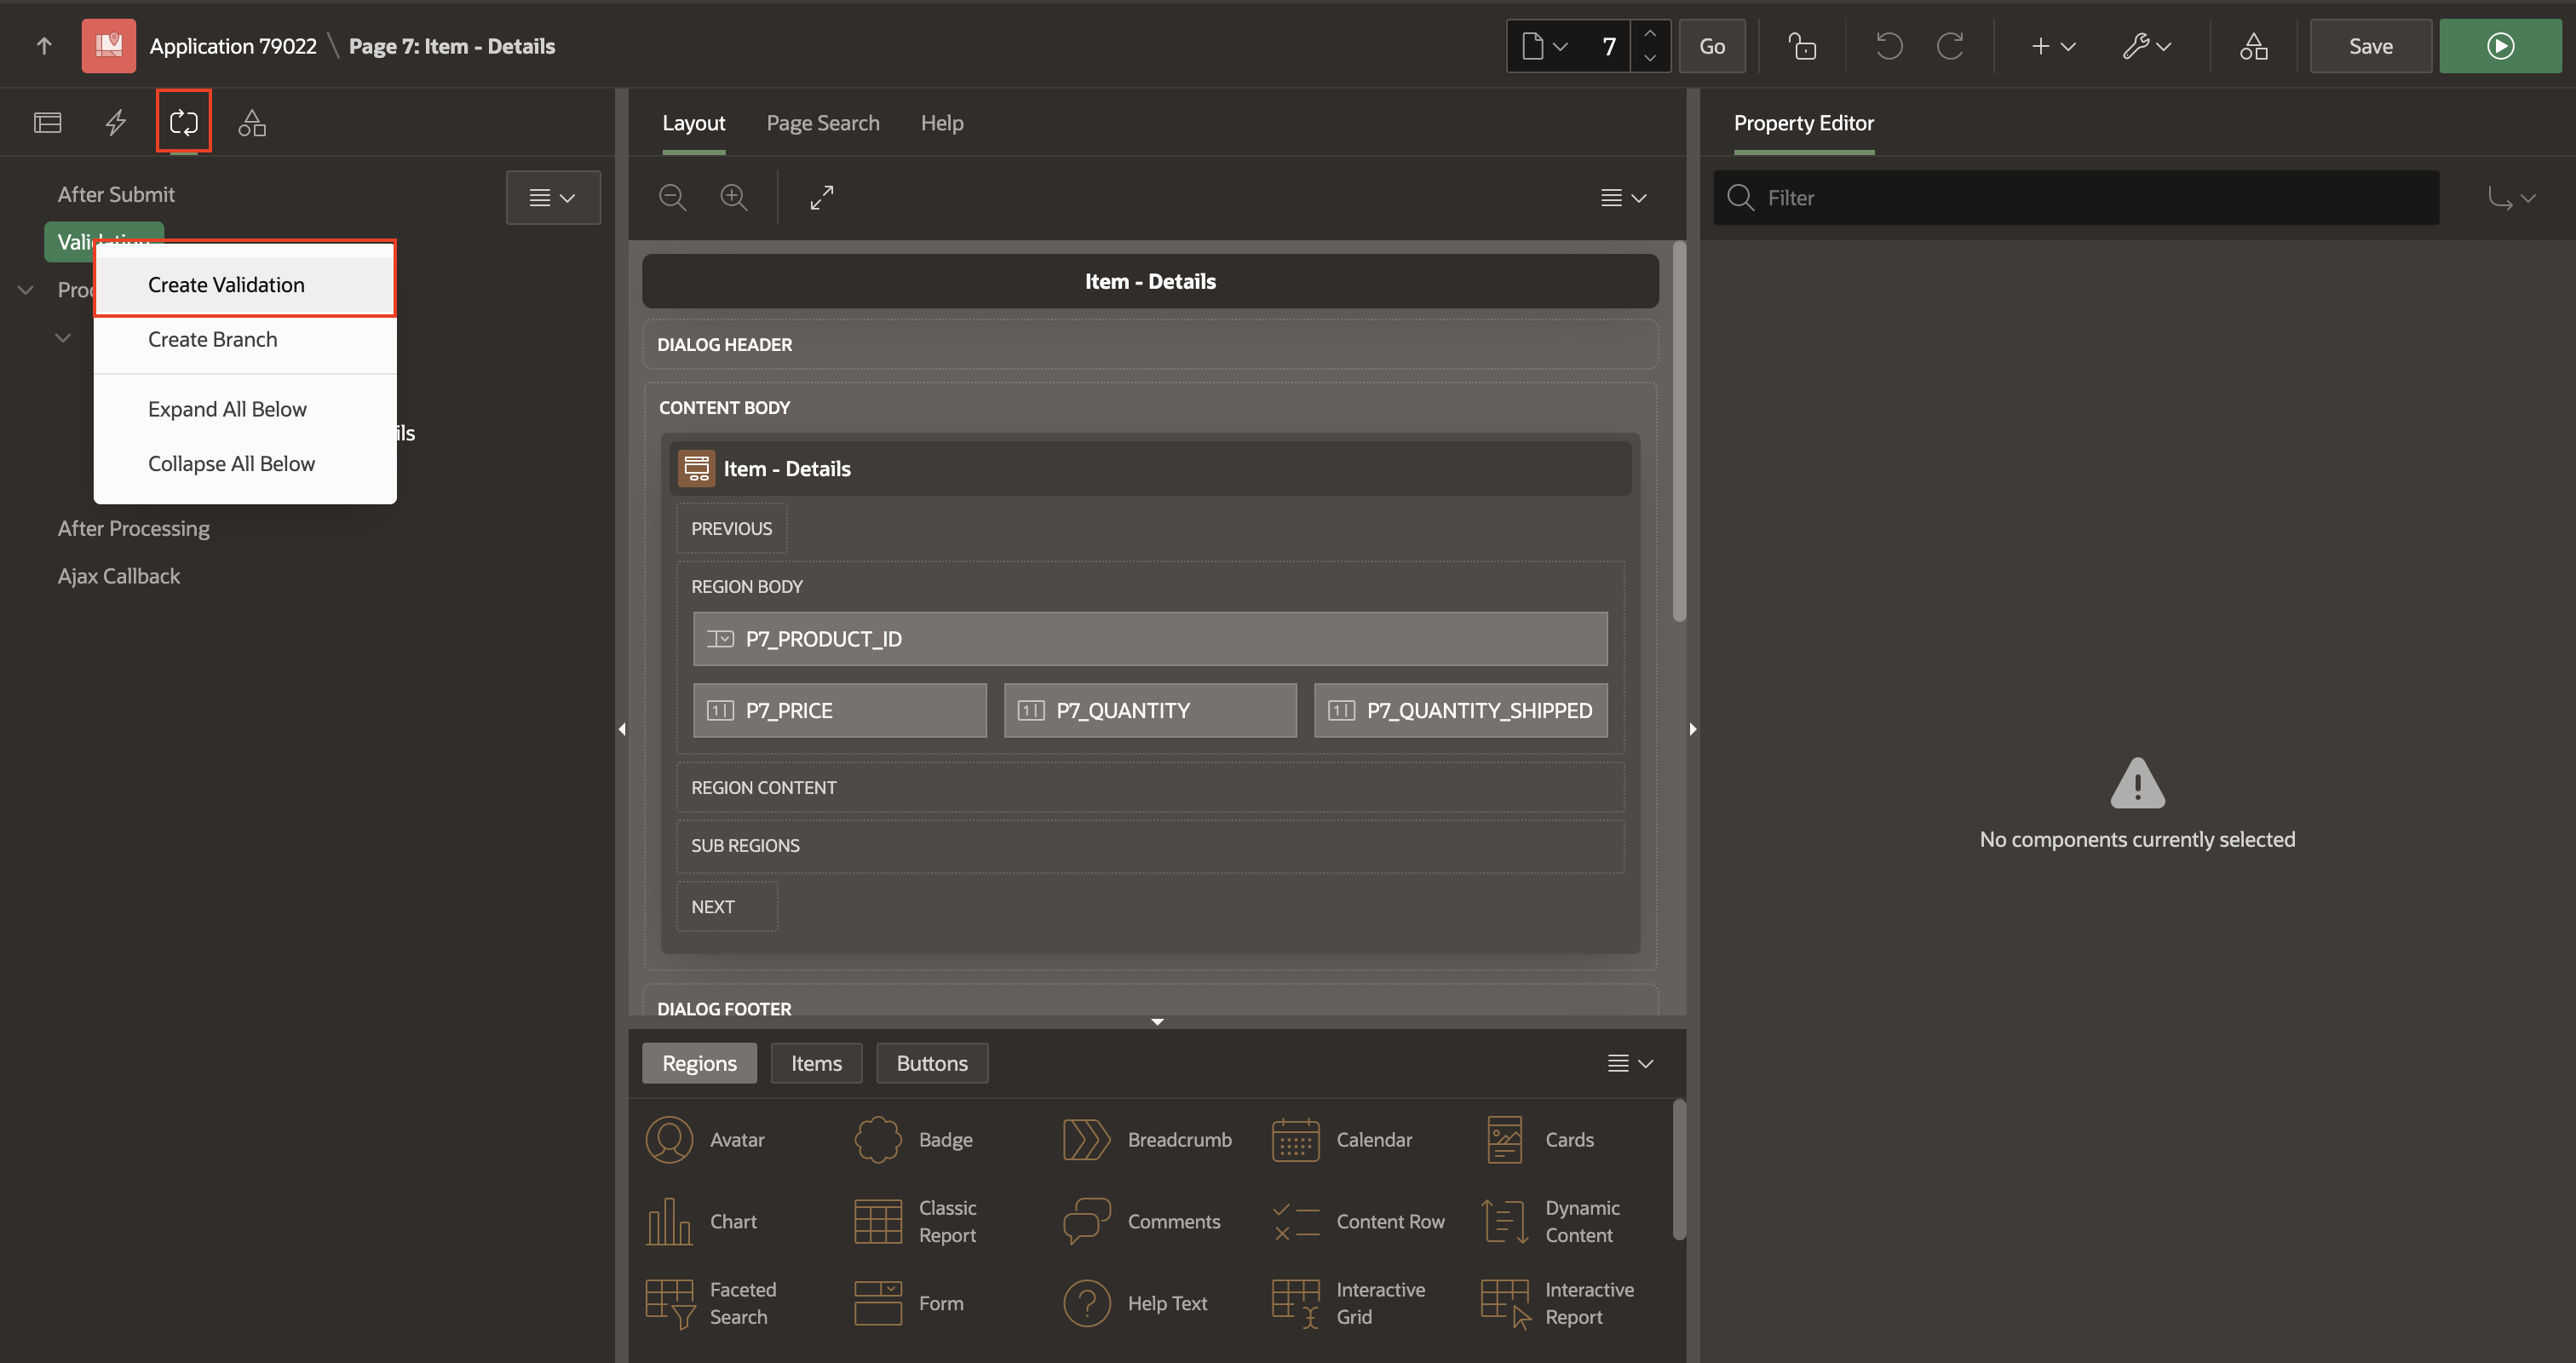 Application 79022 \ Page 7: Item - Details
7
Go
Save
After Submit
Validation
Create Validation
Create Branch
Expand All Below
Collapse All Below
ils
After Processing
Ajax Callback
Layout
Page Search
Help
Item - Details
DIALOG HEADER
CONTENT BODY
Item - Details
PREVIOUS
REGION BODY
P7_PRODUCT_ID
P7_PRICE
P7_QUANTITY
P7_QUANTITY_SHIPPED
REGION CONTENT
SUB REGIONS
NEXT
DIALOG FOOTER
Regions
Items
Buttons
Avatar
Badge
Breadcrumb
Calendar
Cards
Chart
Classic
Report
Comments
Content Row
Dynamic
Content
Faceted
Search
Form
Help Text
Interactive
Grid
Interactive
Report
Property Editor
Filter
No components currently selected